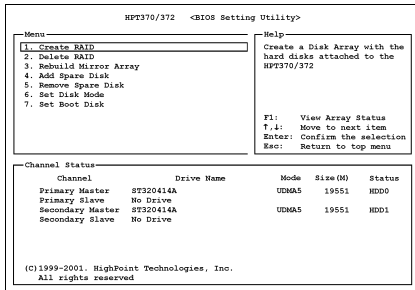 HPT370/372 <BIOS Setting Utility>
Menu
1. Create RAID
2. Delete RAID
3. Rebuild Mirror Array
4. Add Spare Disk
5. Remove Spare Disk
6. Set Disk Mode
7. Set Boot Disk
Help
Create a Disk Array with the
hard disks attached to the
HPT370/372
F1: View Array Status
↑,↓: Move to next item
Enter: Confirm the selection
Esc: Return to top menu
Channel Status
Channel Drive Name Mode Size(M) Status
Primary Master ST320414A UDMA5 19551 HDD0
Primary Slave No Drive
Secondary Master ST320414A UDMA5 19551 HDD1
Secondary Slave No Drive
(C)1999-2001. HighPoint Technologies, Inc.
All rights reserved